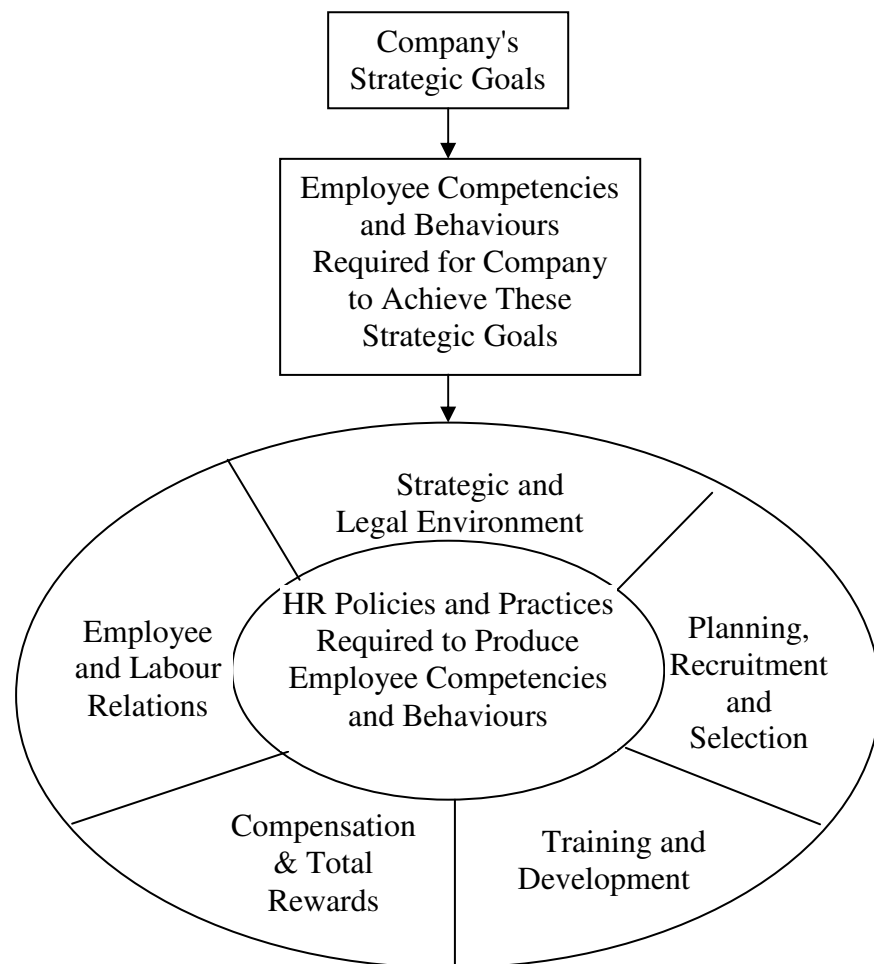 Company's
Strategic Goals
Employee Competencies
and Behaviours
Required for Company
to Achieve These
Strategic Goals
Strategic and
Legal Environment
HR Policies and Practices
Required to Produce
Employee Competencies
and Behaviours
Employee
and Labour
Relations
Planning,
Recruitment
and
Selection
Compensation
& Total
Rewards
Training and
Development